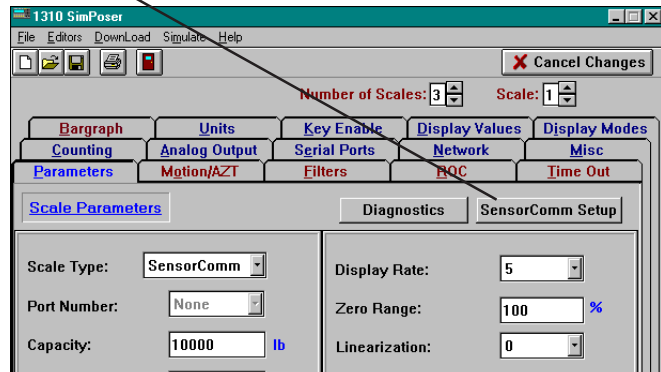 1310 SimPoser
File Editors DownLoad Simulate Help
Cancel Changes
Number of Scales: 3 Scale: 1
Bargraph Units Key Enable Display Values Display Modes
Counting Analog Output Serial Ports Network Misc
Parameters Motion/AZT Filters ROC Time Out
Scale Parameters Diagnostics SensorComm Setup
Scale Type: SensorComm Display Rate: 5
Port Number: None Zero Range: 100 %
Capacity: 10000 lb Linearization: 0